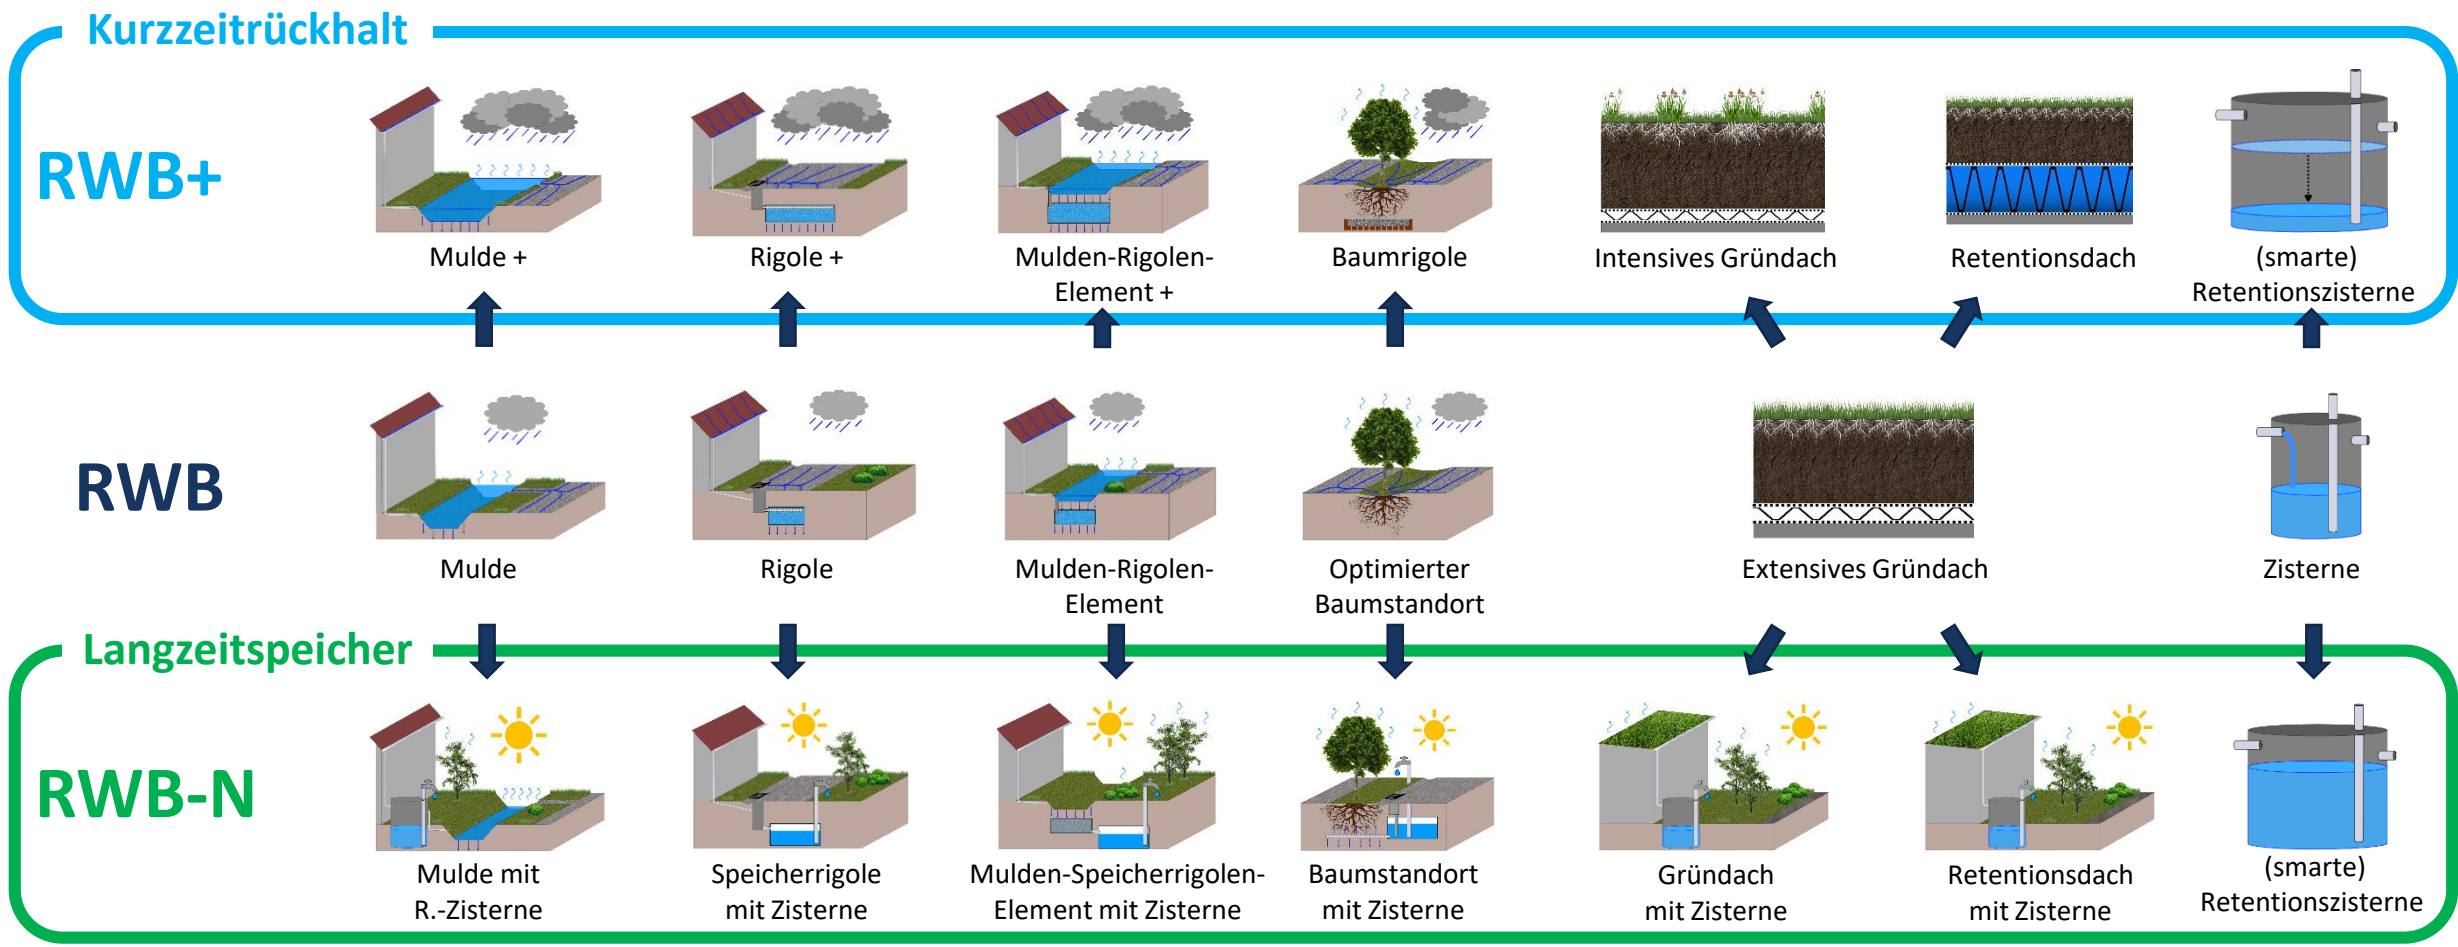 Kurzzeitrückhalt
RWB+
Mulde +
Rigole +
Mulden-Rigolen-
Element +
Baumrigole
Intensives Gründach
Retentionsdach
(smarte)
Retentionszisterne
RWB
Mulde
Rigole
Mulden-Rigolen-
Element
Optimierter
Baumstandort
Extensives Gründach
Zisterne
Langzeitspeicher
RWB-N
Mulde mit
R.-Zisterne
Speicherrigole
mit Zisterne
Mulden-Speicherrigolen-
Element mit Zisterne
Baumstandort
mit Zisterne
Gründach
mit Zisterne
Retentionsdach
mit Zisterne
(smarte)
Retentionszisterne